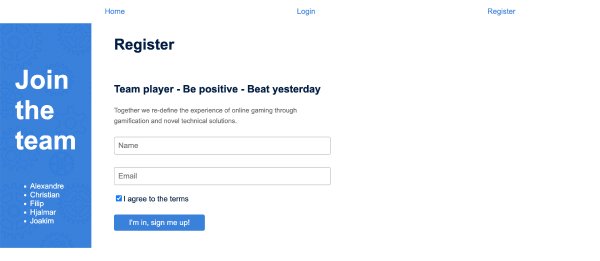 Home
Login
Register
Join
the
team
Alexandre
Christian
Filip
Hjalmar
Joakim
Register
Team player - Be positive - Beat yesterday
Together we re-define the experience of online gaming through
gamification and novel technical solutions.
Name
Email
I agree to the terms
I'm in, sign me up!